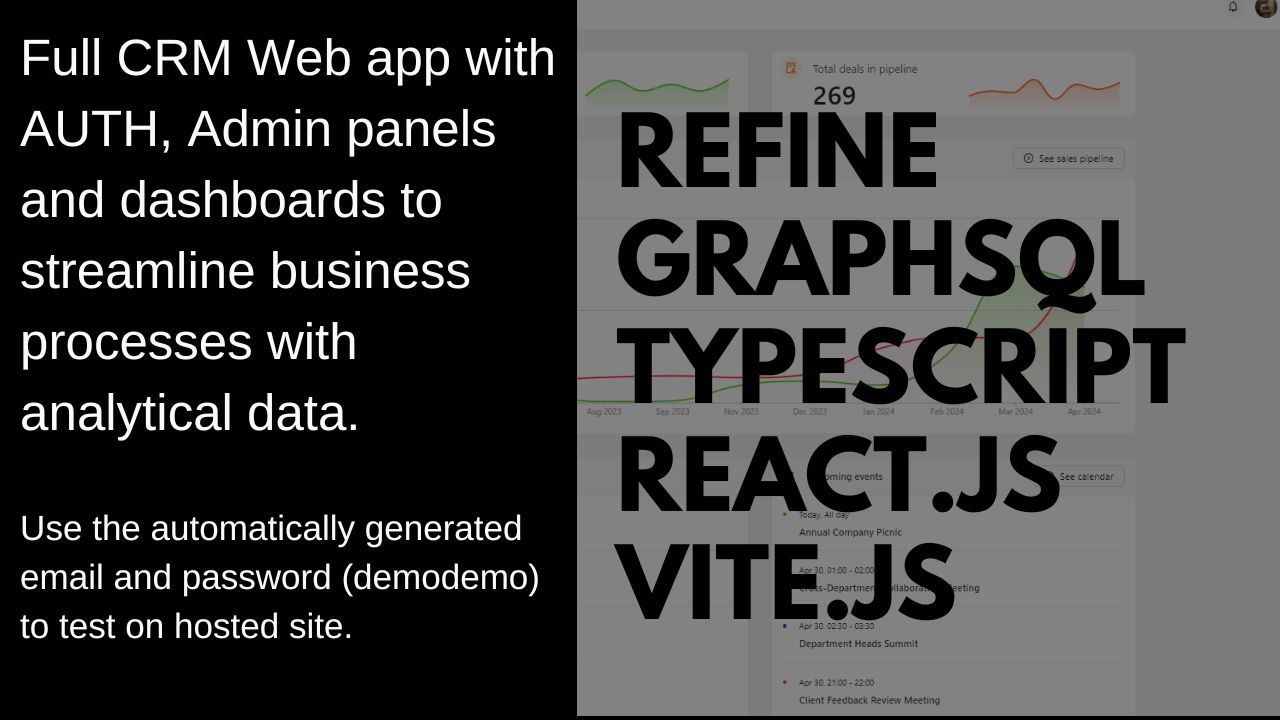 Full CRM Web app with
AUTH, Admin panels
and dashboards to
streamline business
processes with
analytical data.
Use the automatically generated
email and password (demodemo)
to test on hosted site.
Total deals in pipeline
269
REFINE
See sales pipeline
GRAPHSQL
TYPESCRIPT
Aug 2023 Sep 2023 Nov 2023 Dec 2023 Jan 2024 Feb 2024 Mar 2024 Apr 2024
REACT.JS
events See calendar
Today, All day
Annual Company Picnic
VITE.JS
Apr 30, 01:00 - 02:00
Meeting
Apr 30, 02:30 - 03:30
Department Heads Summit
Apr 30, 21:00 - 22:00
Client Feedback Review Meeting